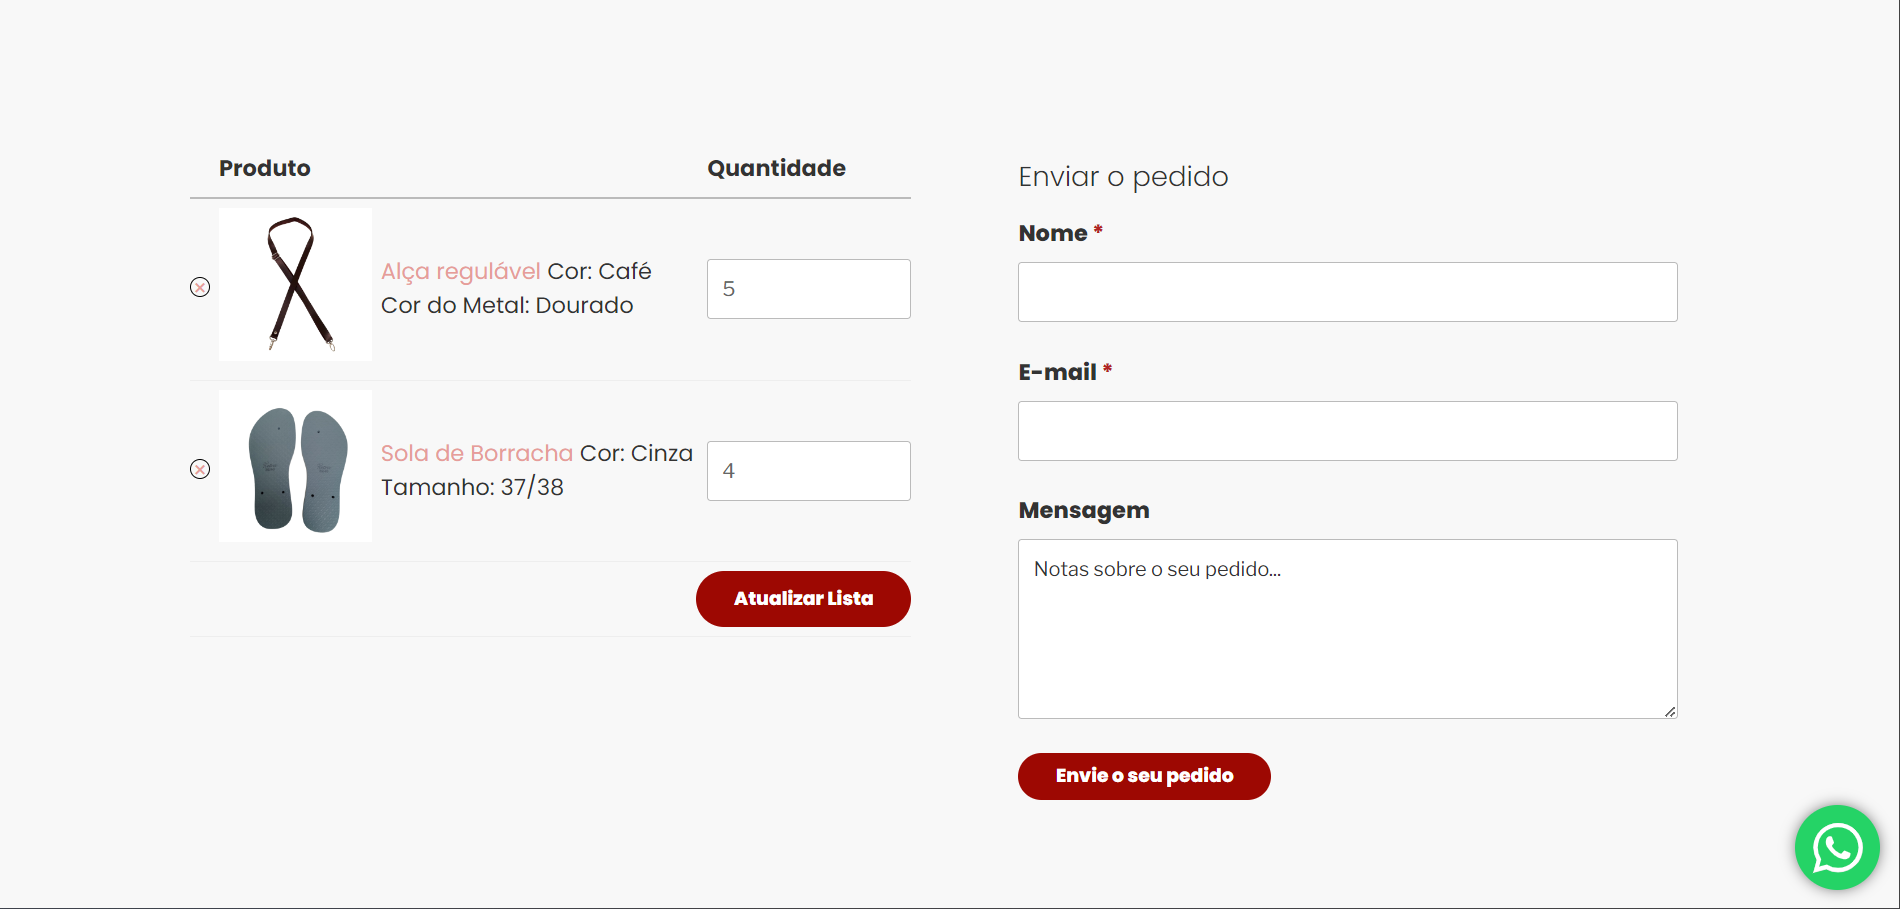 Produto Quantidade
Alça regulável Cor: Café
Cor do Metal: Dourado
5
Sola de Borracha Cor: Cinza
Tamanho: 37/38
4
Atualizar Lista
Enviar o pedido
Nome *
E-mail *
Mensagem
Notas sobre o seu pedido...
Envie o seu pedido